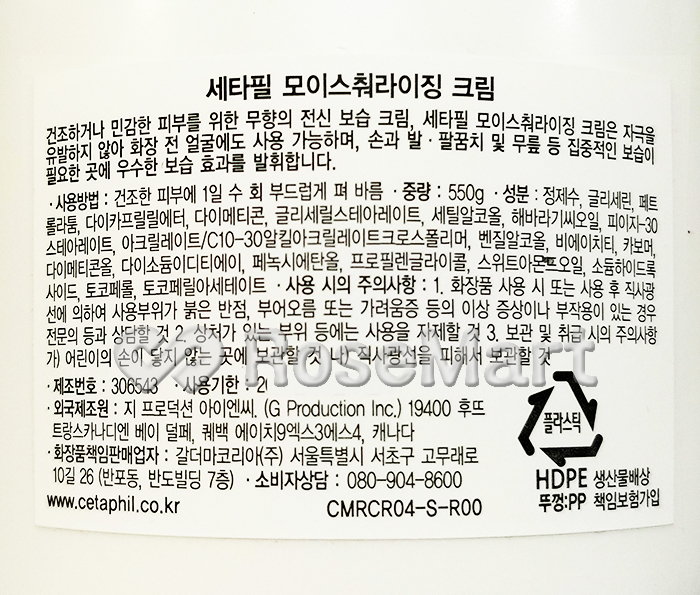 세타필 모이스춰라이징 크림
건조하거나 민감한 피부를 위한 무향의 전신 보습 크림, 세타필 모이스춰라이징 크림은 자극을
유발하지 않아 화장 전 얼굴에도 사용 가능하며, 손과 발·팔꿈치 및 무릎 등 집중적인 보습이
필요한 곳에 우수한 보습 효과를 발휘합니다.
·사용방법 : 건조한 피부에 1일 수 회 부드럽게 펴 바름 ·중량 : 550g ·성분 : 정제수, 글리세린, 페트
롤라툼, 다이카프릴릴에터, 다이메티콘, 글리세릴스테아레이트, 세틸알코올, 해바라기씨오일, 피이지-30
스테아레이트, 아크릴레이트/C10-30알킬아크릴레이트크로스폴리머, 벤질알코올, 비에이치티, 카보머,
다이메티콘올, 다이소듐이디티에이, 페녹시에탄올, 프로필렌글라이콜, 스위트아몬드오일, 소듐하이드록
사이드, 토코페롤, 토코페릴아세테이트 ·사용 시의 주의사항 : 1. 화장품 사용 시 또는 사용 후 직사광
선에 의하여 사용부위가 붉은 반점, 부어오름 또는 가려움증 등의 이상 증상이나 부작용이 있는 경우
전문의 등과 상담할 것 2. 상처가 있는 부위 등에는 사용을 자제할 것 3. 보관 및 취급 시의 주의사항
가) 어린이의 손이 닿지 않는 곳에 보관할 것 나) 직사광선을 피해서 보관할 것
RoseMart
·제조번호 : 306543 ·사용기한 : 2
·외국제조원 : 지 프로덕션 아이엔씨. (G Production Inc.) 19400 후뜨
트랑스카나디엔 베이 덜페, 퀘백 에이치9엑스3에스4, 캐나다
·화장품책임판매업자 : 갈더마코리아(주) 서울특별시 서초구 고무래로
10길 26 (반포동, 반도빌딩 7층) ·소비자상담 : 080-904-8600
www.cetaphil.co.kr
CMRCR04-S-R00
플라스틱
HDPE 생산물배상
뚜껑:PP 책임보험가입